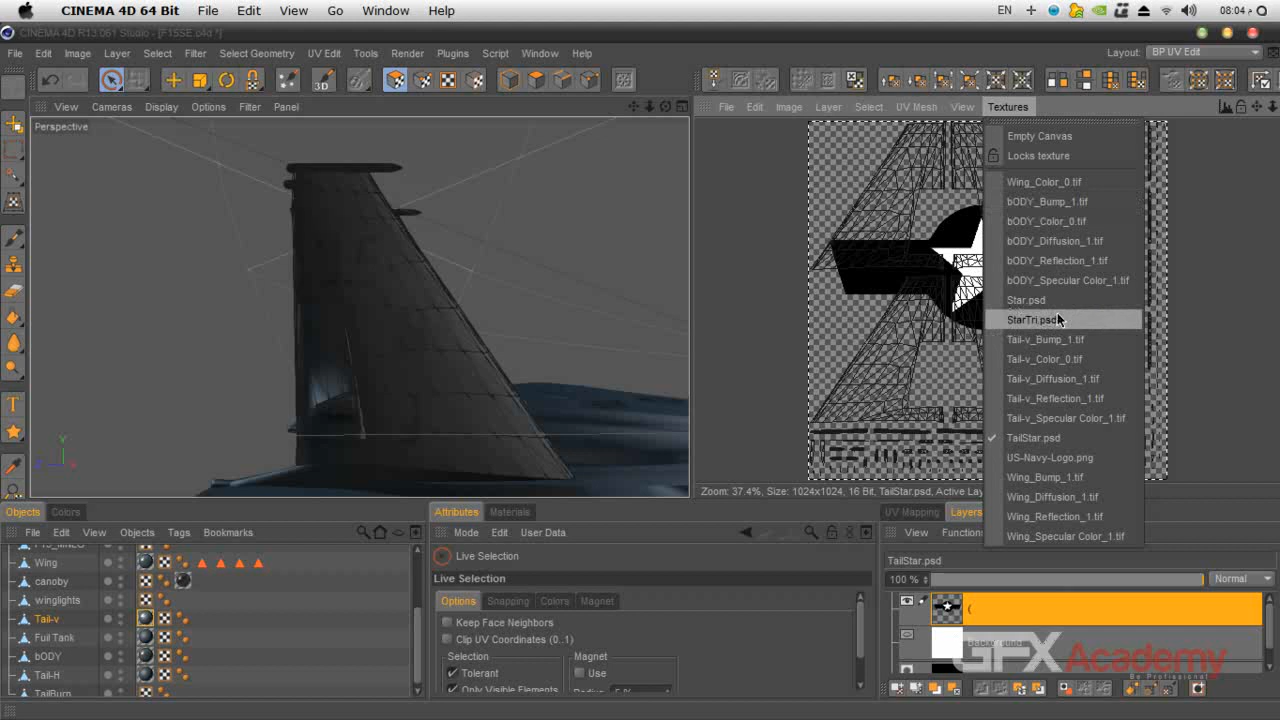 CINEMA 4D 64 Bit File Edit View Go Window Help EN 08:04 م
CINEMA 4D R13.061 Studio - [F15SE.c4d *]
File Edit Image Layer Select Filter Select Geometry UV Edit Tools Render Plugins Script Window Help Layout: BP UV Edit
3D
View Cameras Display Options Filter Panel
File Edit Image Layer Select UV Mesh View Textures
Perspective
Empty Canvas
Locks texture
Wing_Color_0.tif
bODY_Bump_1.tif
bODY_Color_0.tif
bODY_Diffusion_1.tif
bODY_Reflection_1.tif
bODY_Specular Color_1.tif
Star.psd
StarTri.psd
Tail-v_Bump_1.tif
Tail-v_Color_0.tif
Tail-v_Diffusion_1.tif
Tail-v_Reflection_1.tif
Tail-v_Specular Color_1.tif
TailStar.psd
US-Navy-Logo.png
Wing_Bump_1.tif
Wing_Diffusion_1.tif
Wing_Reflection_1.tif
Wing_Specular Color_1.tif
Y
Zoom: 37.4%, Size: 1024x1024, 16 Bit, TailStar.psd, Active Lay
Objects Colors
Attributes Materials
UV Mapping Layers
File Edit View Objects Tags Bookmarks
Mode Edit User Data
View Function
Wing
canoby
winglights
Tail-v
Fuil Tank
bODY
Tail-H
TailBurn
Live Selection
Live Selection
Options Snapping Colors Magnet
Keep Face Neighbors
Clip UV Coordinates (0..1)
Selection Magnet
Tolerant Use
Only Visible Elements
TailStar.psd
100 % Normal
(
Background
GFX Academy
Be Professional
T